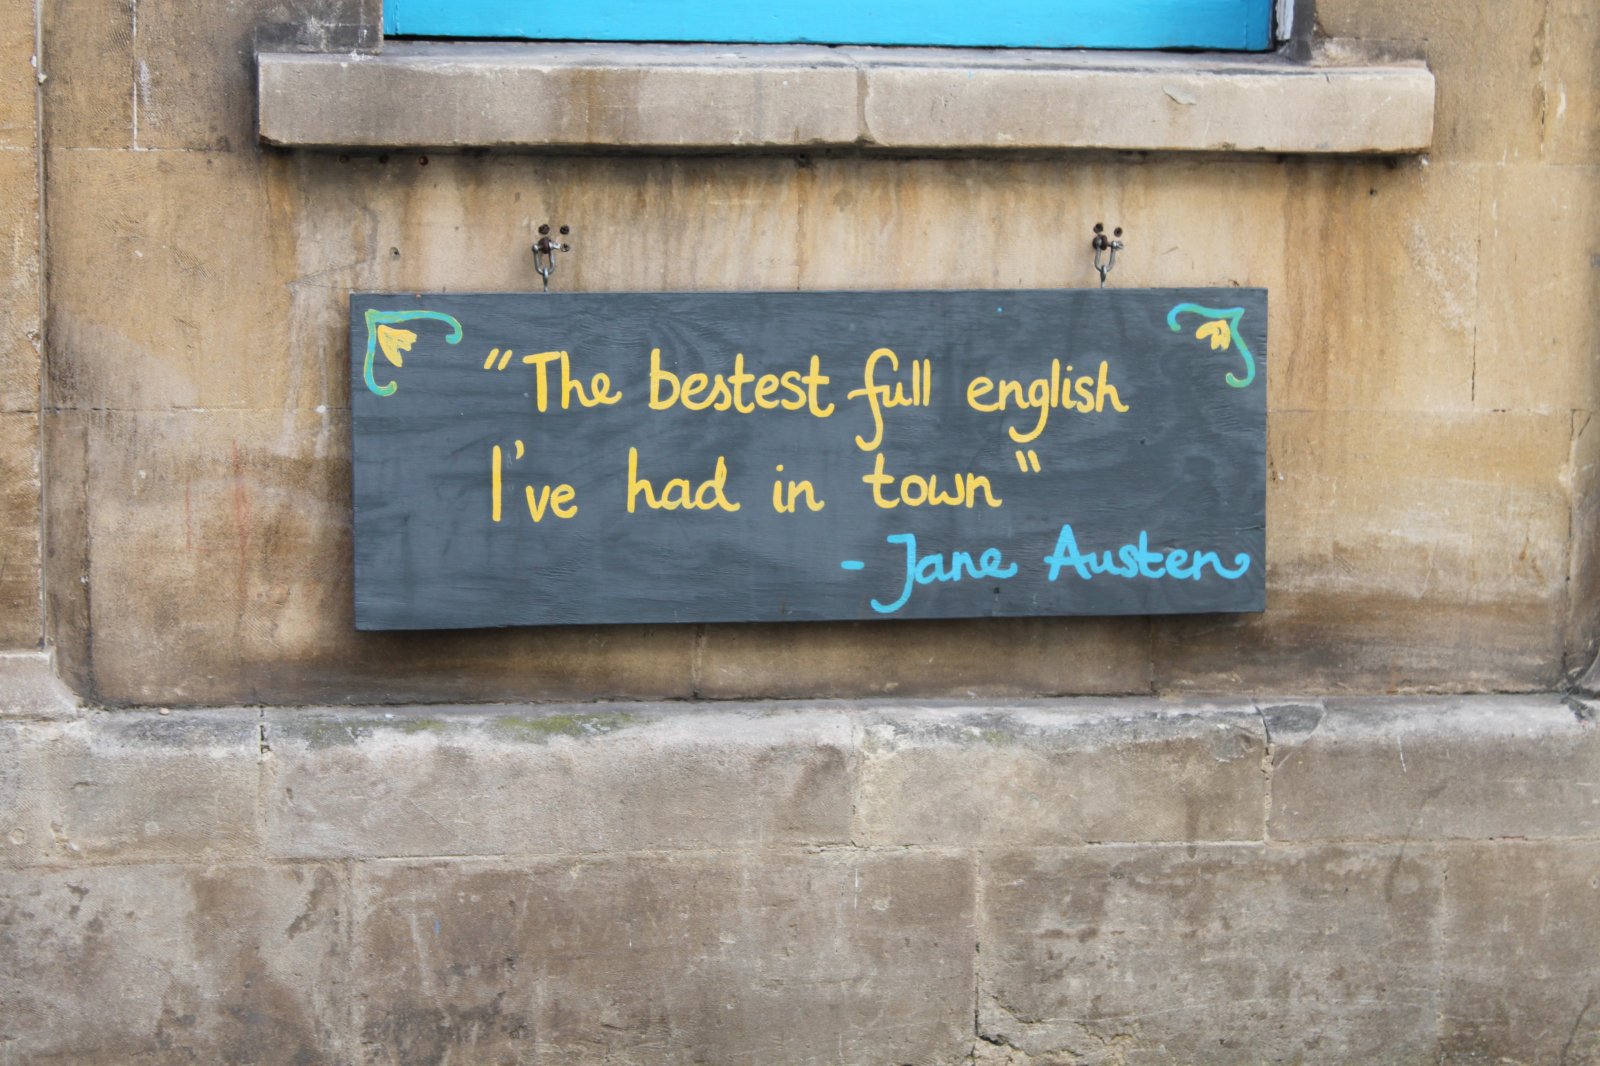 "The bestest full english
I've had in town"
- Jane Austen